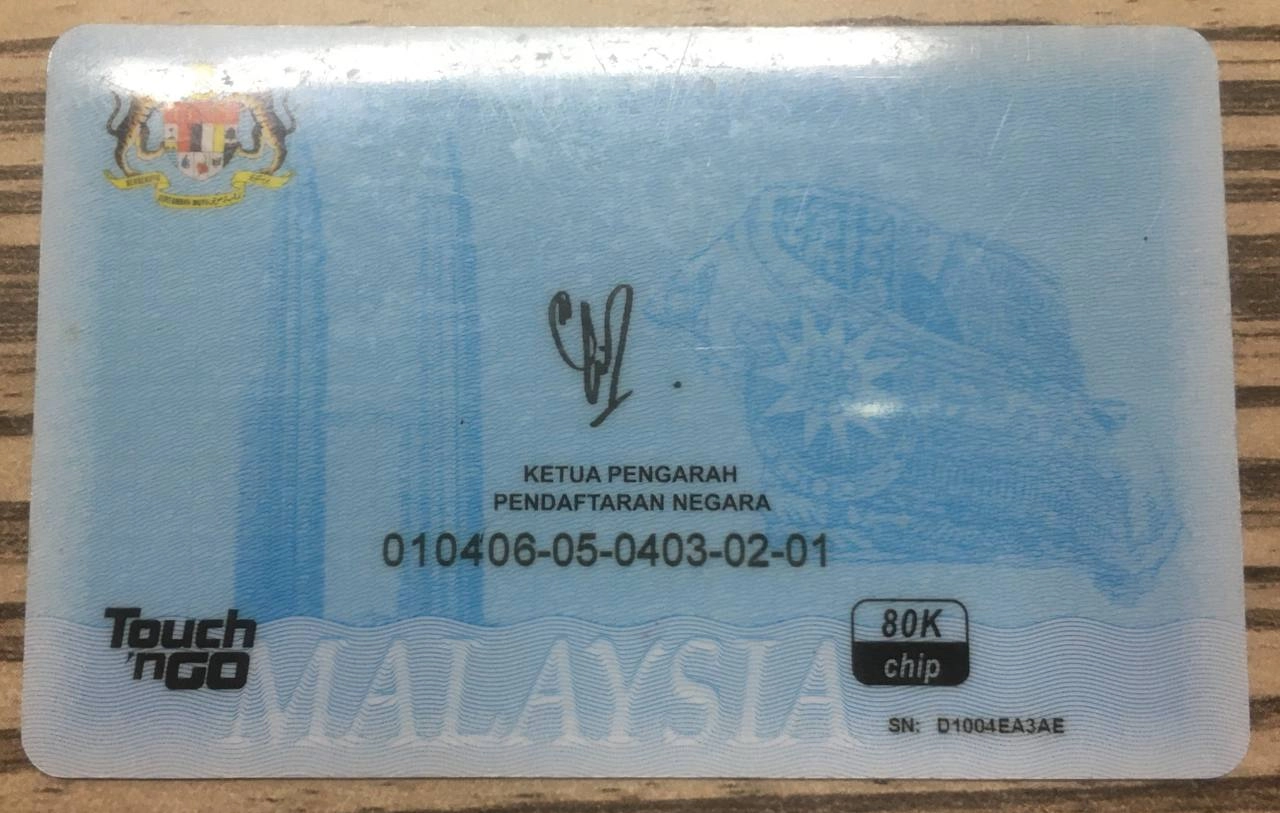 KETUA PENGARAH
PENDAFTARAN NEGARA
010406-05-0403-02-01
Touch
'nGO
MALAYSIA
80K
chip
SN: D1004EA3AE